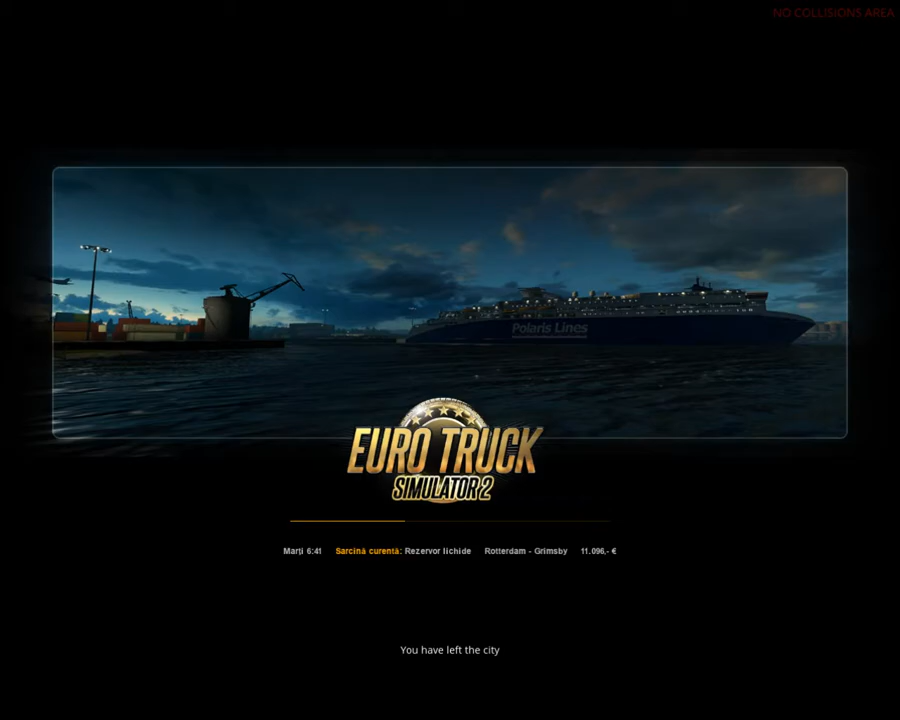 NO COLLISIONS AREA
Polaris Lines
EURO TRUCK
SIMULATOR 2
Marți 6:41 Sarcină curentă: Rezervor lichide Rotterdam - Grimsby 11.096,- €
You have left the city